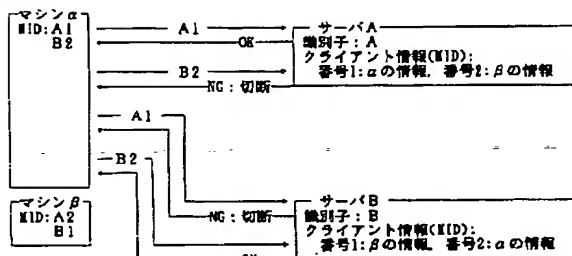 マシンα
MID:A1
B2
A1
OK
B2
NG:切断
サーバA
識別子:A
クライアント情報(MID):
番号1:αの情報, 番号2:βの情報
A1
B2
マシンβ
MID:A2
B1
NG:切断
サーバB
識別子:B
クライアント情報(MID):
番号1:βの情報, 番号2:αの情報
OK